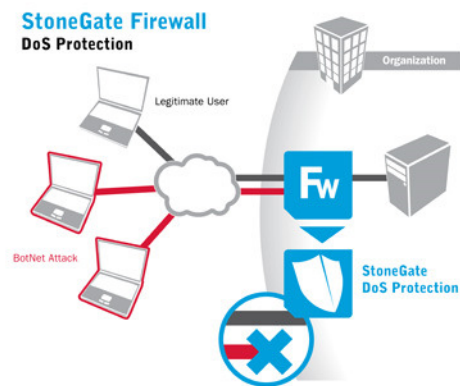 StoneGate Firewall
DoS Protection
Organization
Legitimate User
Fw
BotNet Attack
StoneGate
DoS Protection